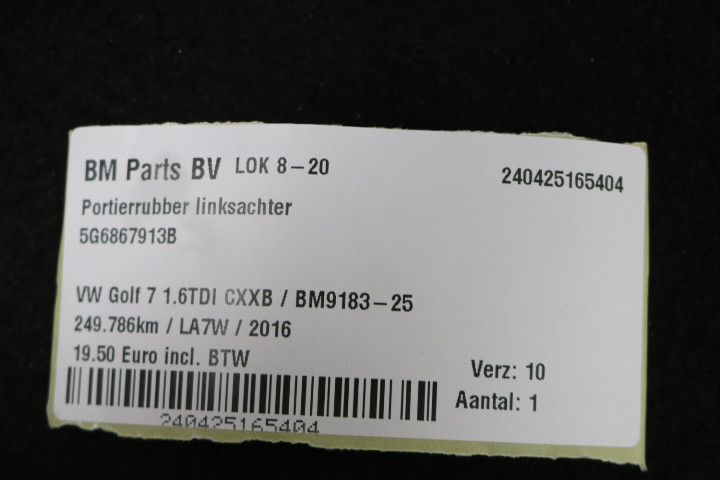 BM Parts BV LOK 8-20 240425165404
Portierrubber linksachter
5G6867913B
VW Golf 7 1.6TDI CXXB / BM9183-25
249.786km / LA7W / 2016
19.50 Euro incl. BTW
Verz: 10
Aantal: 1
240425165404